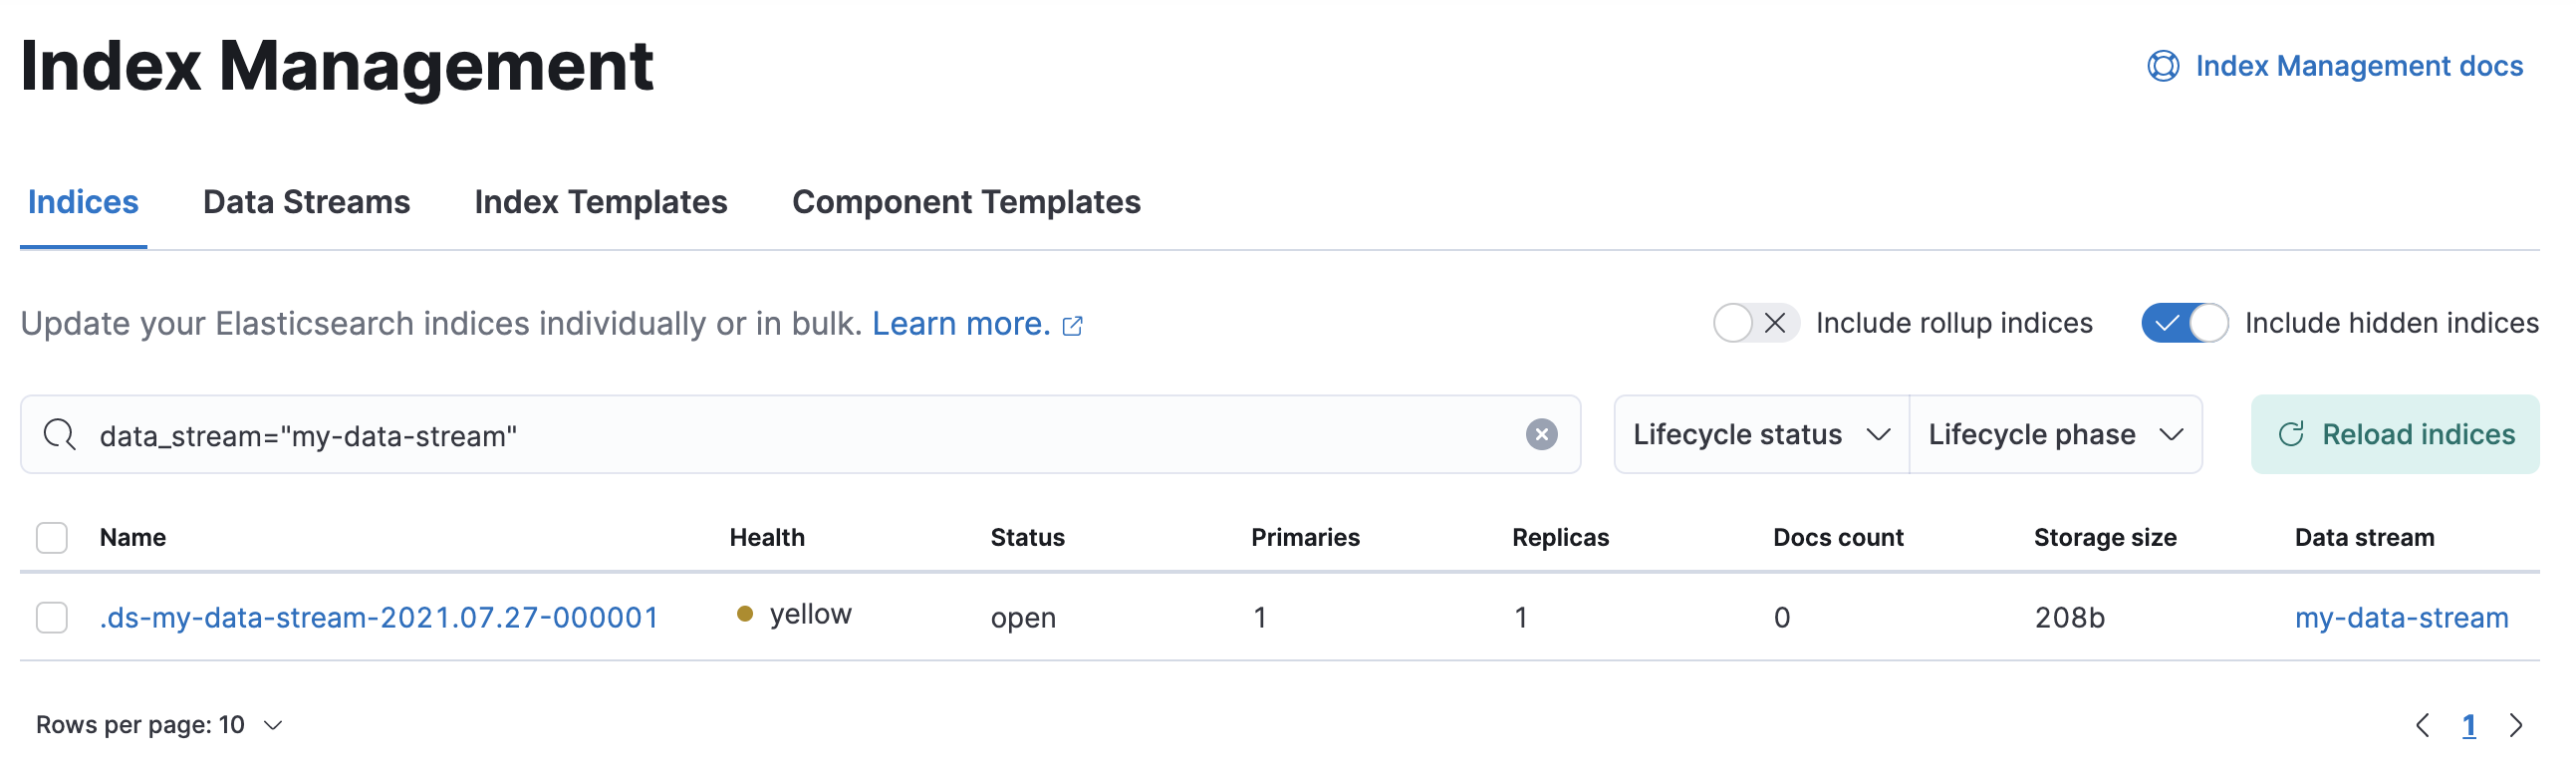 Index Management
Index Management docs
Indices Data Streams Index Templates Component Templates
Update your Elasticsearch indices individually or in bulk. Learn more.
Include rollup indices Include hidden indices
data_stream="my-data-stream"
Lifecycle status Lifecycle phase Reload indices
Name Health Status Primaries Replicas Docs count Storage size Data stream
.ds-my-data-stream-2021.07.27-000001 yellow open 1 1 0 208b my-data-stream
Rows per page: 10
1